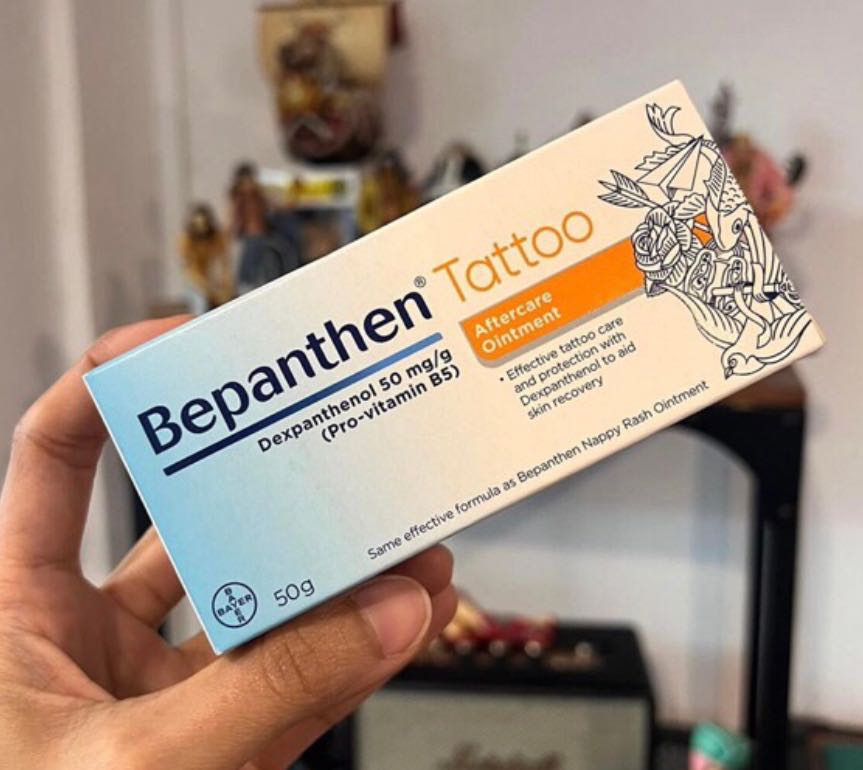 Bepanthen® Tattoo
Dexpanthenol 50 mg/g
(Pro-vitamin B5)
Aftercare
Ointment
• Effective tattoo care
and protection with
Dexpanthenol to aid
skin recovery
Same effective formula as Bepanthen Nappy Rash Ointment
BAYER
BAYER
50g